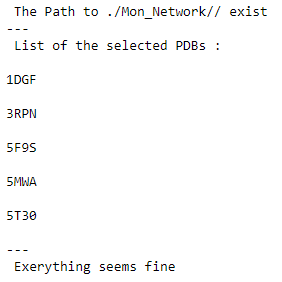 The Path to ./Mon_Network// exist
---
List of the selected PDBs :
1DGF
3RPN
5F9S
5MWA
5T30
---
Exerything seems fine